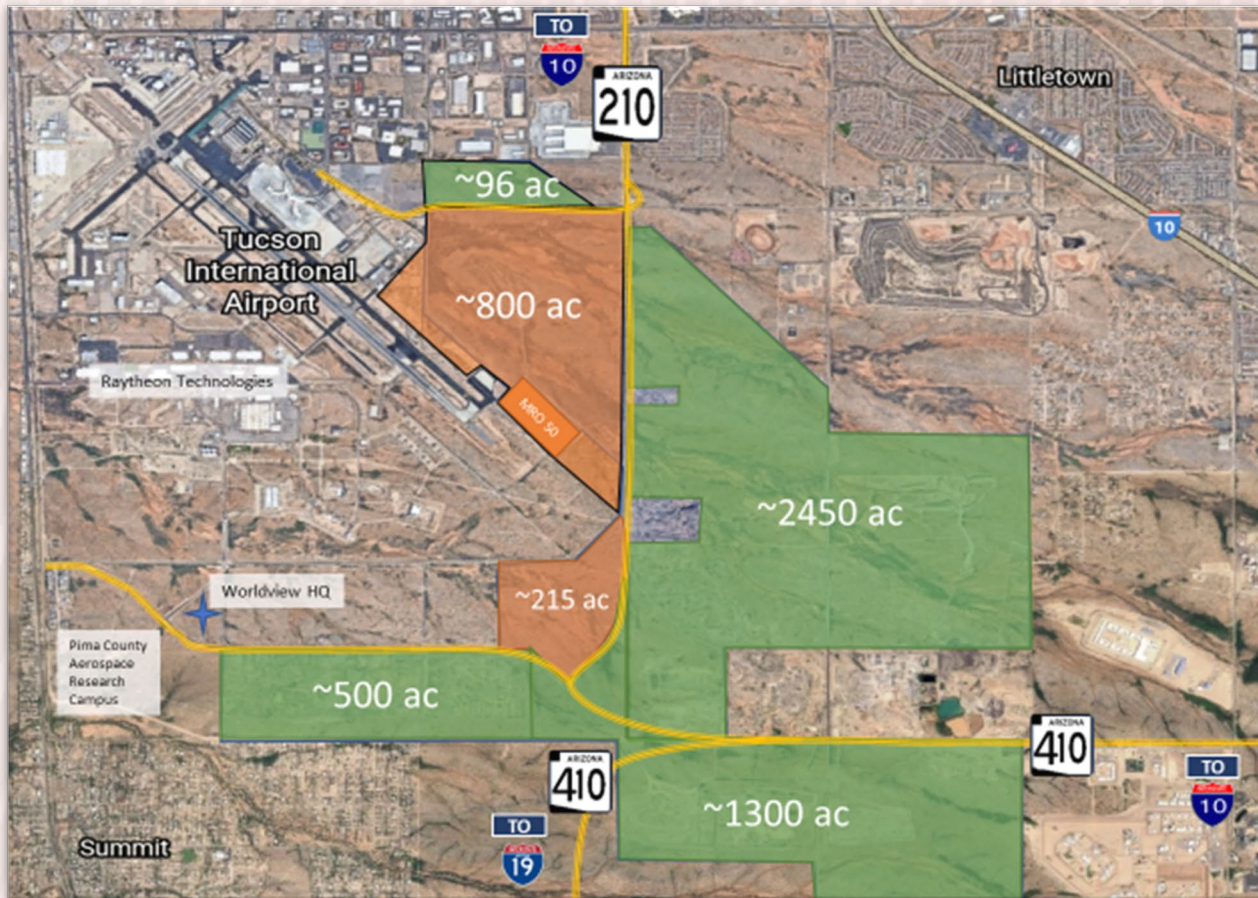 TO
10
ARIZONA
210
Littletown
~96 ac
10
Tucson
International
Airport
~800 ac
Raytheon Technologies
MRO 50
~2450 ac
Worldview HQ
~215 ac
Pima County
Aerospace
Research
Campus
~500 ac
ARIZONA
410
ARIZONA
410
TO
10
~1300 ac
TO
19
Summit